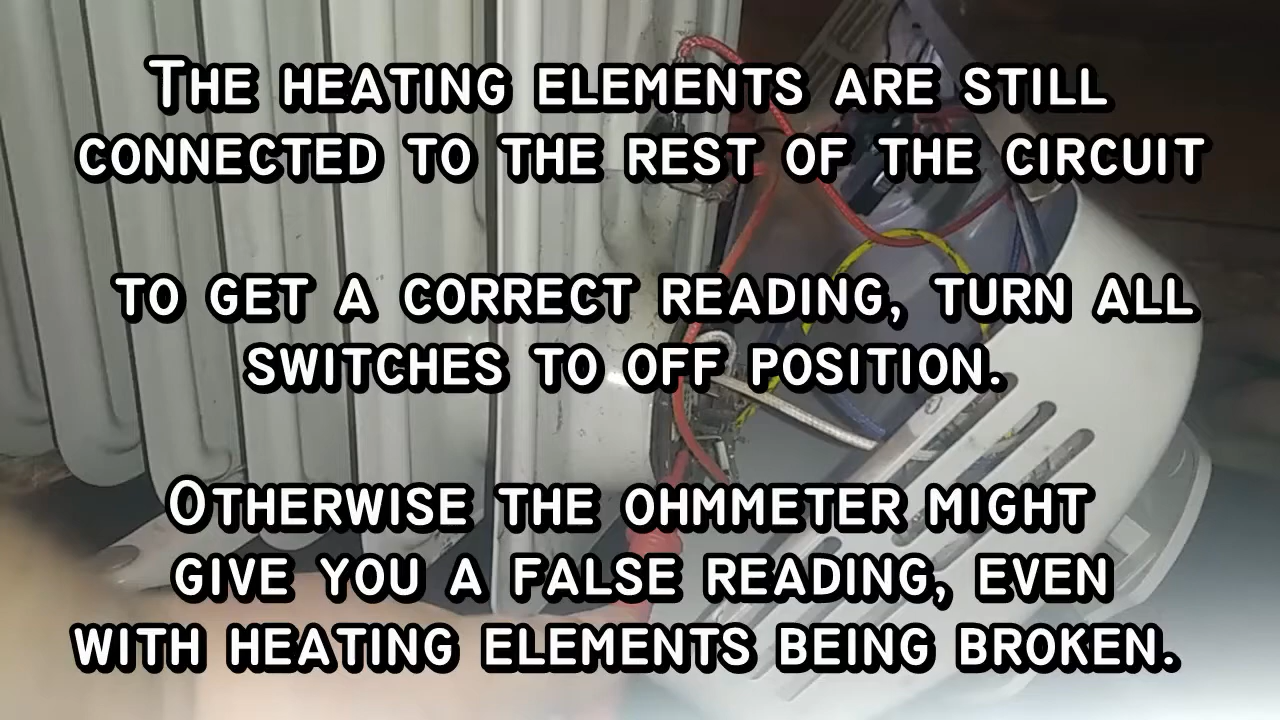 The heating elements are still
connected to the rest of the circuit
to get a correct reading, turn all
switches to off position.
Otherwise the ohmmeter might
give you a false reading, even
with heating elements being broken.